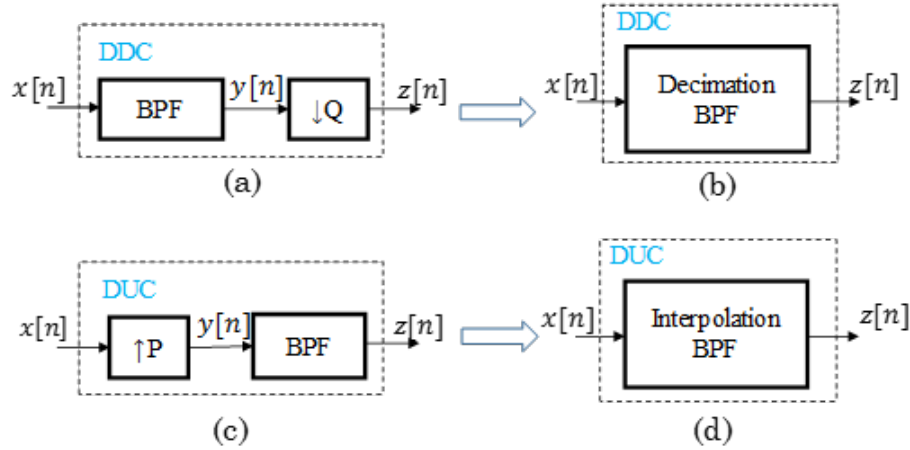 DDC
x[n]
BPF
y[n]
↓Q
z[n]
(a)
DDC
x[n]
Decimation
BPF
z[n]
(b)
DUC
x[n]
↑P
y[n]
BPF
z[n]
(c)
DUC
x[n]
Interpolation
BPF
z[n]
(d)